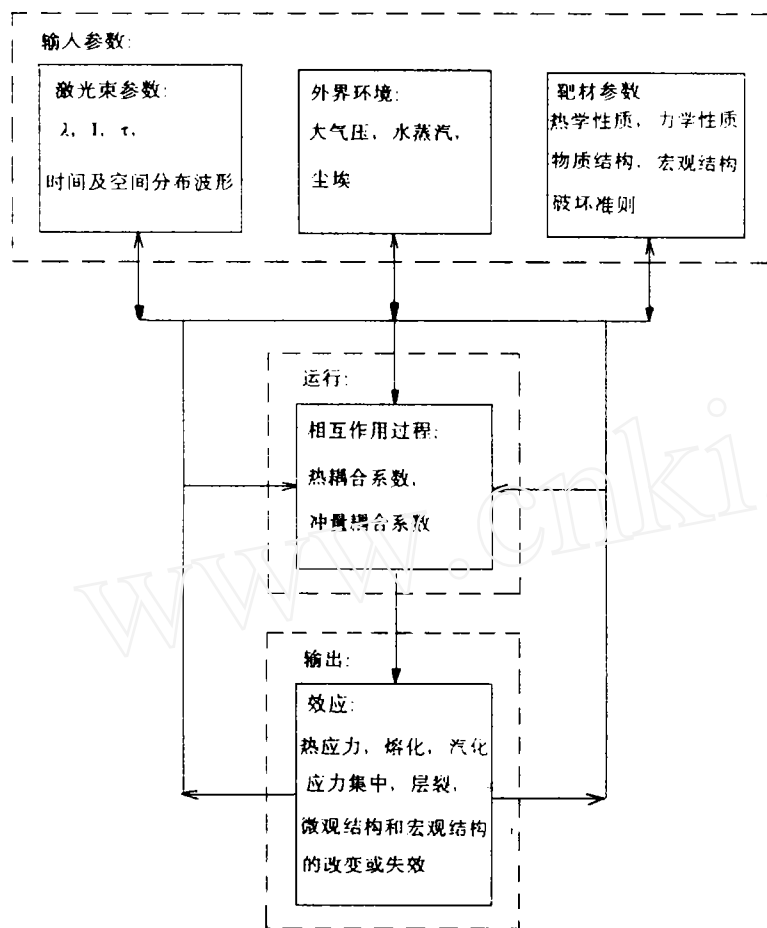 输入参数:
激光束参数:
λ, I, τ,
时间及空间分布波形
外界环境:
大气压, 水蒸汽,
尘埃
靶材参数
热学性质, 力学性质
物质结构, 宏观结构
破坏准则
运行:
相互作用过程:
热耦合系数,
冲量耦合系数
输出:
效应:
热应力, 熔化, 汽化
应力集中, 层裂,
微观结构和宏观结构
的改变或失效
www.cnki